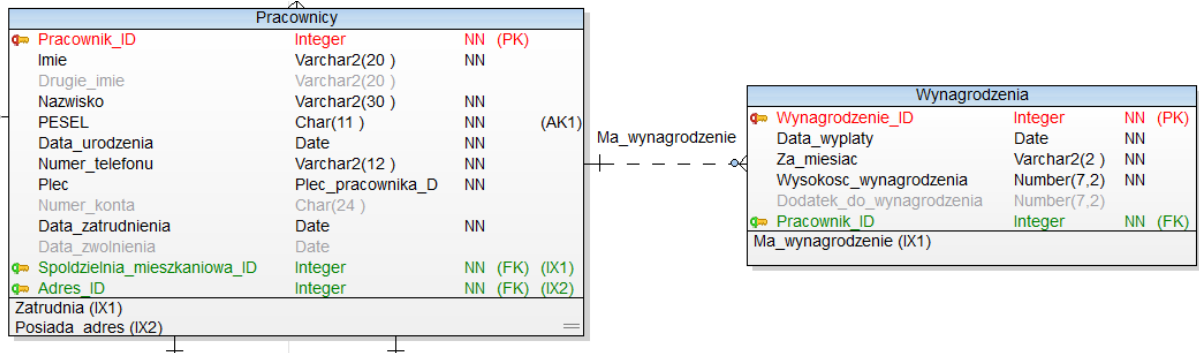 Pracownicy
Pracownik_ID Integer NN (PK)
Imie Varchar2(20 ) NN
Drugie_imie Varchar2(20 )
Nazwisko Varchar2(30 ) NN
PESEL Char(11 ) NN (AK1)
Data_urodzenia Date NN
Numer_telefonu Varchar2(12 ) NN
Plec Plec_pracownika_D NN
Numer_konta Char(24 )
Data_zatrudnienia Date NN
Data_zwolnienia Date
Spoldzielnia_mieszkaniowa_ID Integer NN (FK) (IX1)
Adres_ID Integer NN (FK) (IX2)
Zatrudnia (IX1)
Posiada_adres (IX2)
Ma_wynagrodzenie
Wynagrodzenia
Wynagrodzenie_ID Integer NN (PK)
Data_wyplaty Date NN
Za_miesiac Varchar2(2 ) NN
Wysokosc_wynagrodzenia Number(7,2) NN
Dodatek_do_wynagrodzenia Number(7,2)
Pracownik_ID Integer NN (FK)
Ma_wynagrodzenie (IX1)